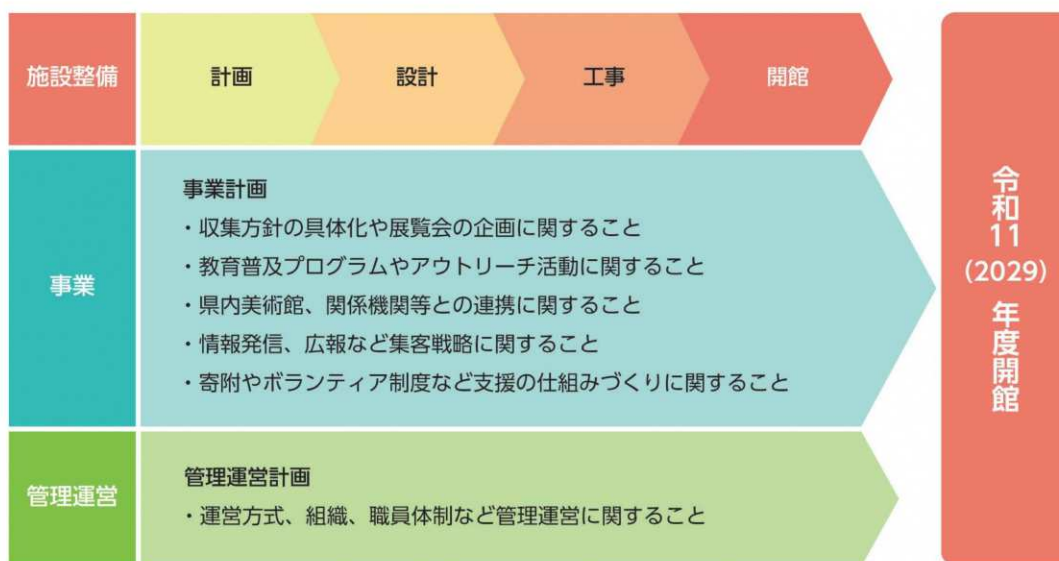 施設整備
計画
設計
工事
開館
事業
事業計画
・収集方針の具体化や展覧会の企画に関すること
・教育普及プログラムやアウトリーチ活動に関すること
・県内美術館、関係機関等との連携に関すること
・情報発信、広報など集客戦略に関すること
・寄附やボランティア制度など支援の仕組みづくりに関すること
管理運営
管理運営計画
・運営方式、組織、職員体制など管理運営に関すること
令和11(2029)年度開館